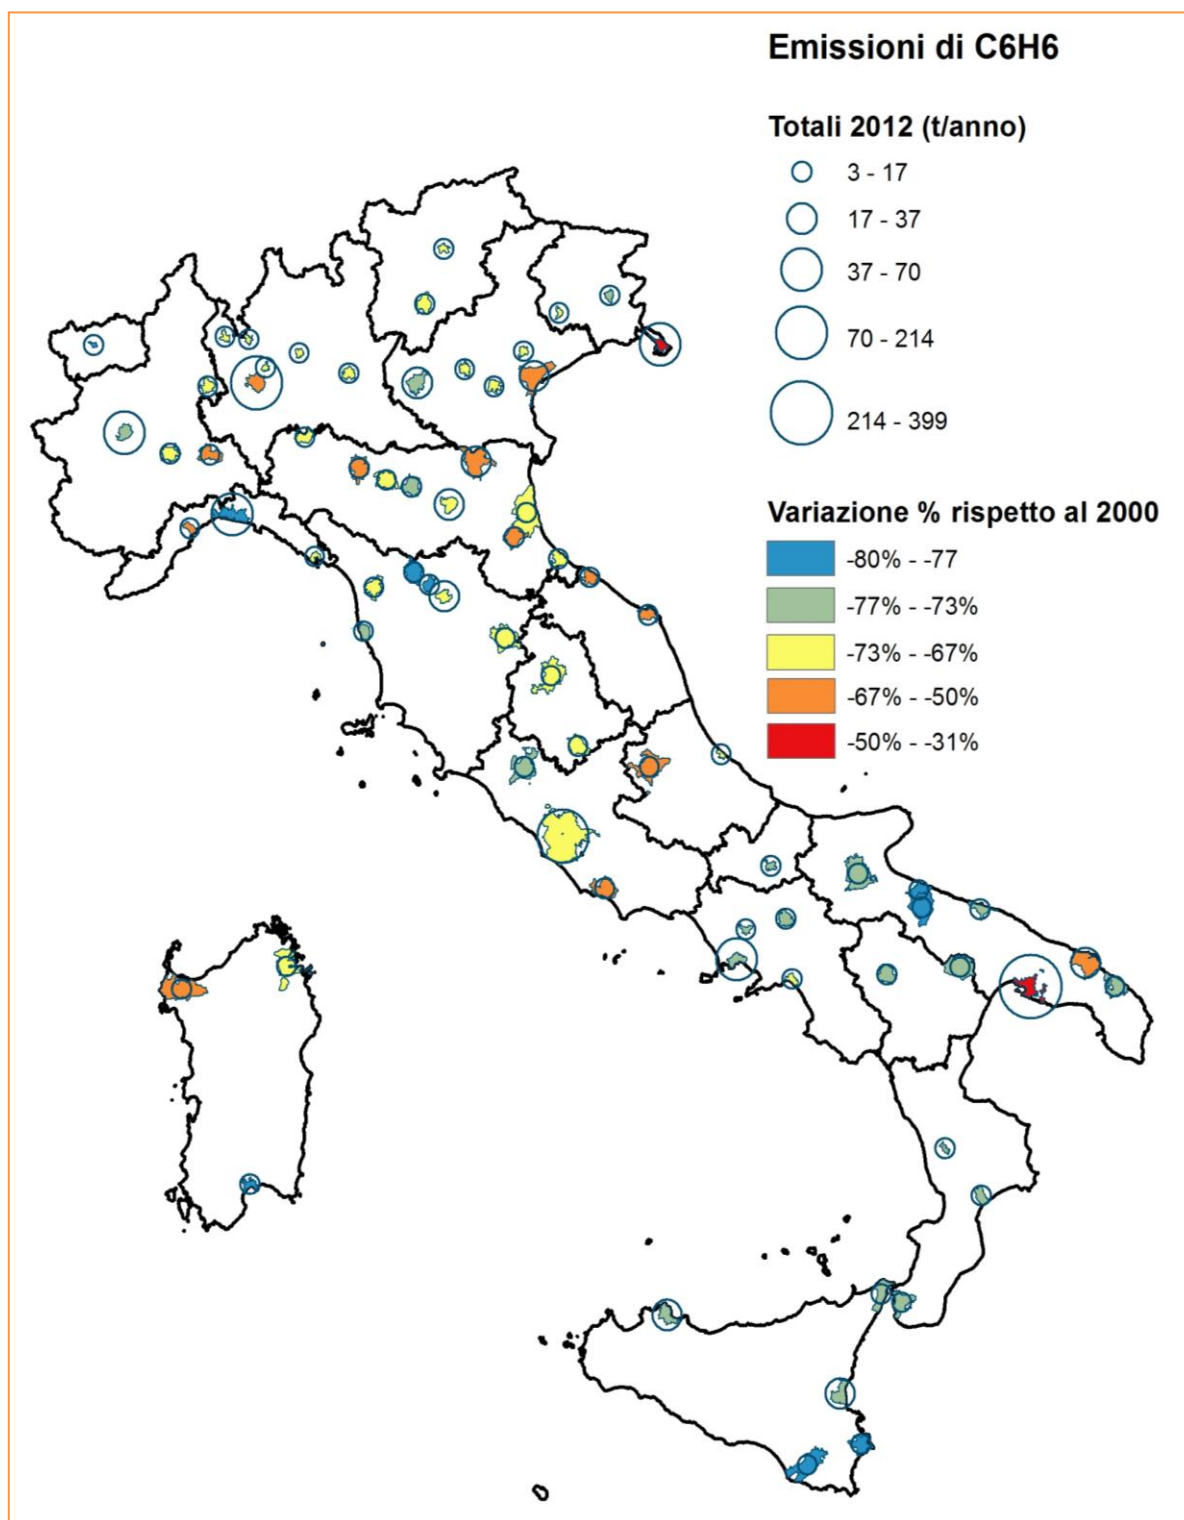 Emissioni di C6H6
Totali 2012 (t/anno)
3 - 17
17 - 37
37 - 70
70 - 214
214 - 399
Variazione % rispetto al 2000
-80% - -77
-77% - -73%
-73% - -67%
-67% - -50%
-50% - -31%